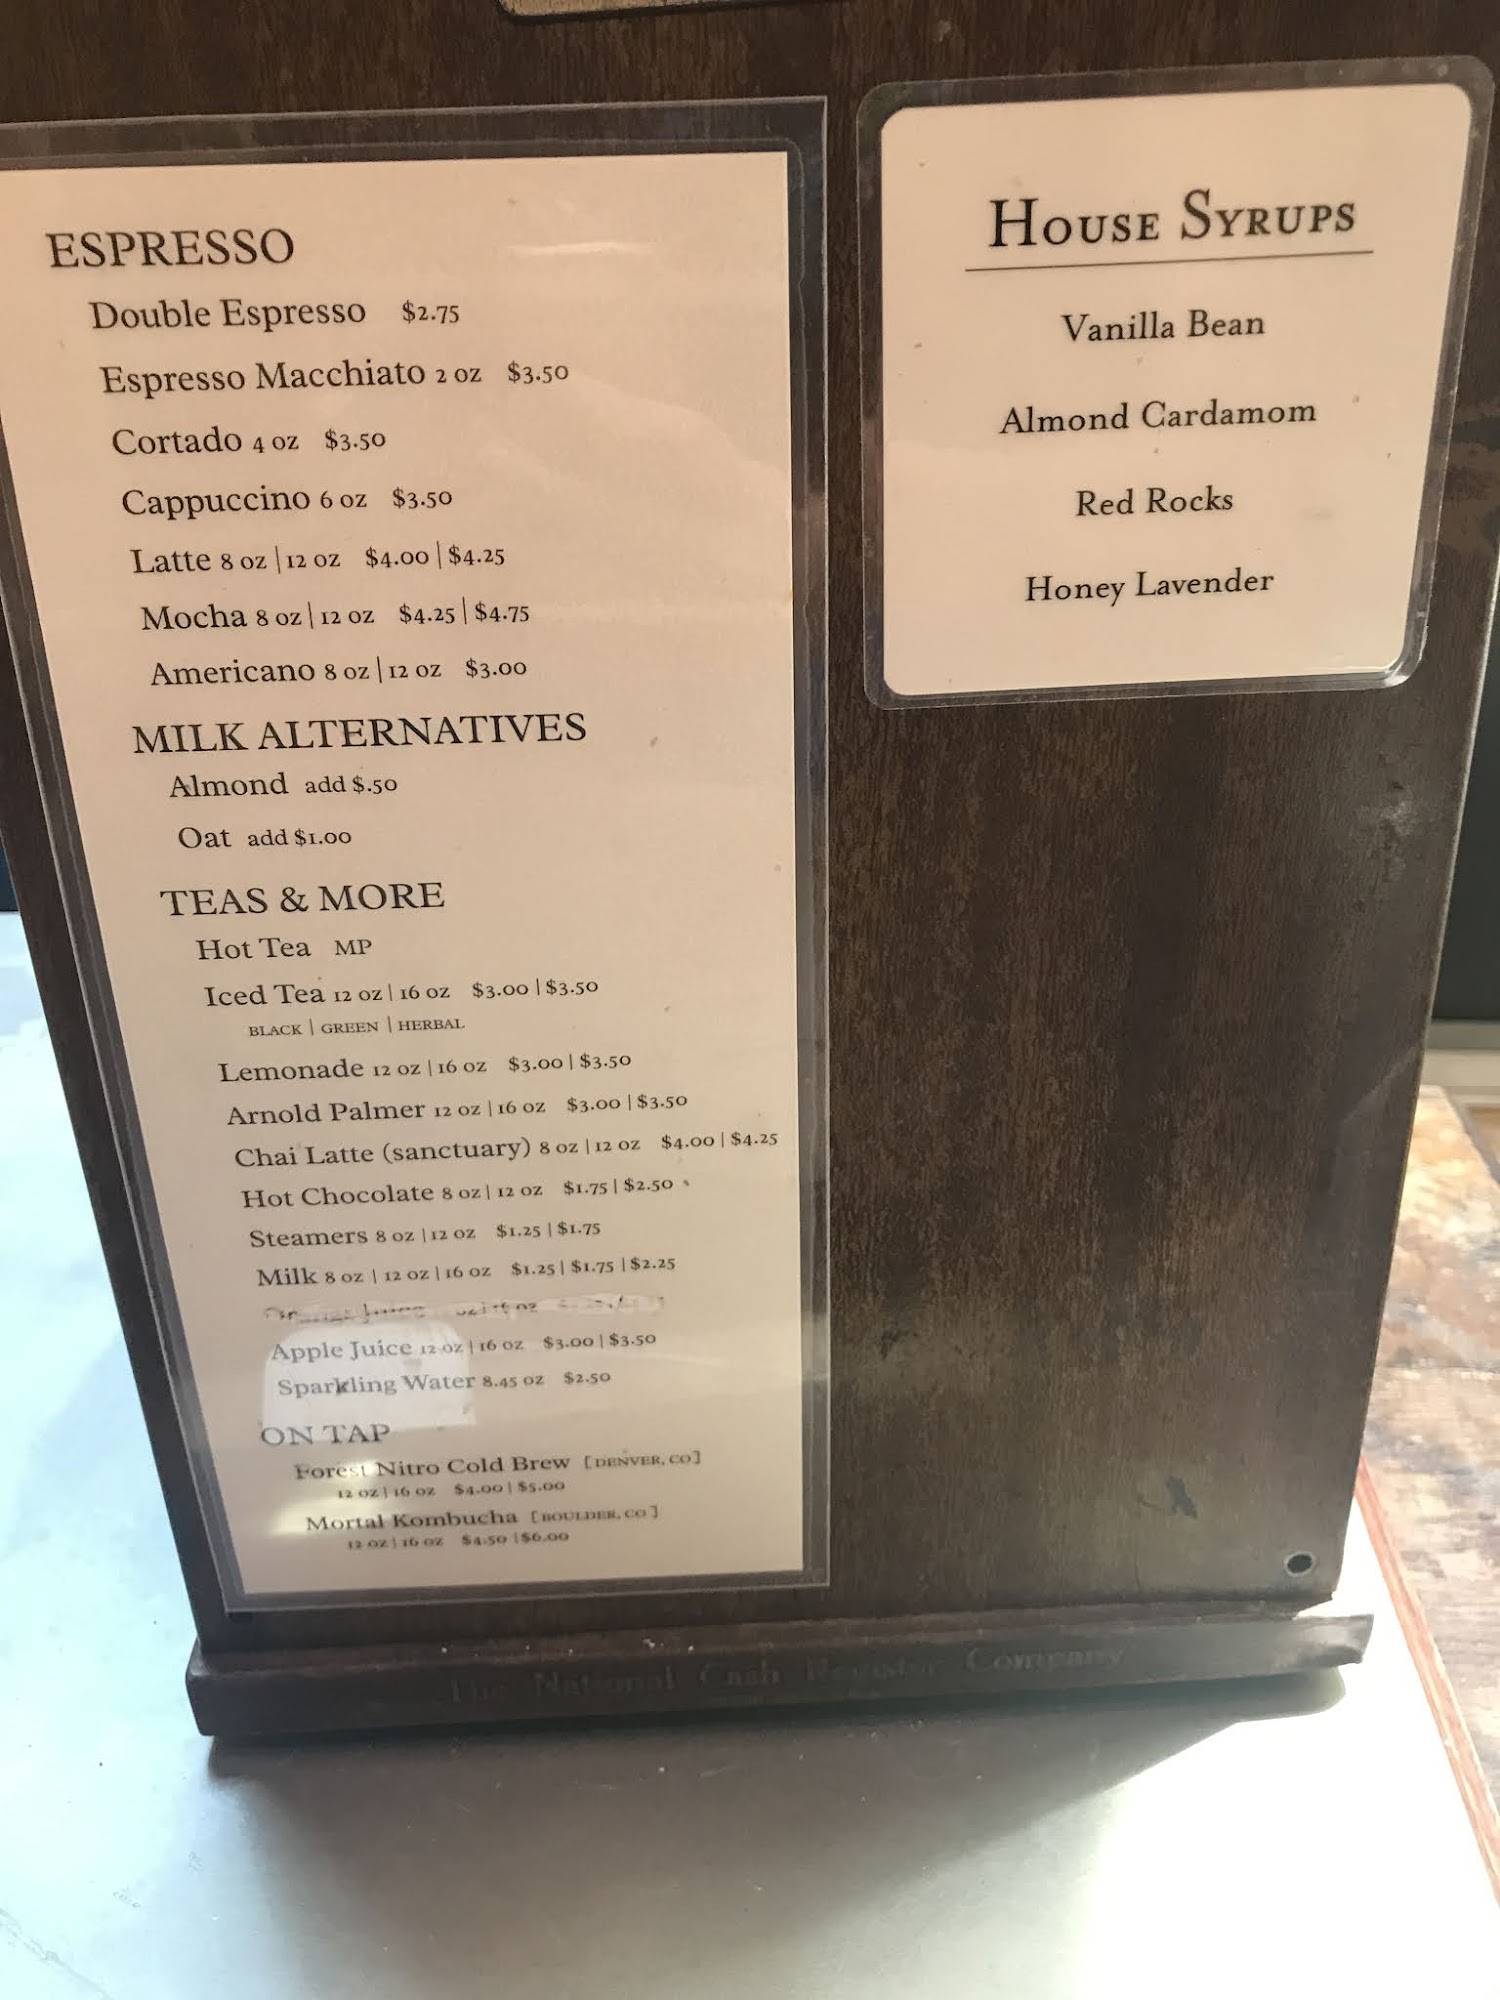 ESPRESSO
Double Espresso $2.75
Espresso Macchiato 2 oz $3.50
Cortado 4 oz $3.50
Cappuccino 6 oz $3.50
Latte 8 oz | 12 oz $4.00 | $4.25
Mocha 8 oz | 12 oz $4.25 | $4.75
Americano 8 oz | 12 oz $3.00
MILK ALTERNATIVES
Almond add $.50
Oat add $1.00
TEAS & MORE
Hot Tea MP
Iced Tea 12 oz | 16 oz $3.00 | $3.50
BLACK | GREEN | HERBAL
Lemonade 12 oz | 16 oz $3.00 | $3.50
Arnold Palmer 12 oz | 16 oz $3.00 | $3.50
Chai Latte (sanctuary) 8 oz | 12 oz $4.00 | $4.25
Hot Chocolate 8 oz | 12 oz $1.75 | $2.50
Steamers 8 oz | 12 oz $1.25 | $1.75
Milk 8 oz | 12 oz | 16 oz $1.25 | $1.75 | $2.25
Apple Juice 12 oz | 16 oz $3.00 | $3.50
Sparkling Water 8.45 oz $2.50
ON TAP
Forest Nitro Cold Brew [DENVER, CO]
12 oz | 16 oz $4.00 | $5.00
Mortal Kombucha [BOULDER, CO]
12 oz | 16 oz $4.50 | $6.00
House Syrups
Vanilla Bean
Almond Cardamom
Red Rocks
Honey Lavender
The National Cash Register Company